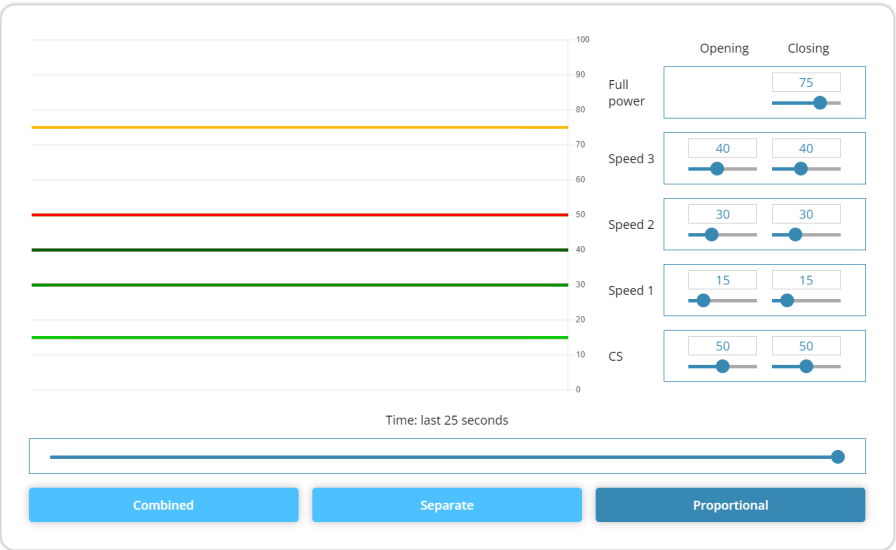 Opening Closing
100
90
80
70
60
50
40
30
20
10
0
Full power
75
Speed 3
40 40
Speed 2
30 30
Speed 1
15 15
CS
50 50
Time: last 25 seconds
Combined Separate Proportional